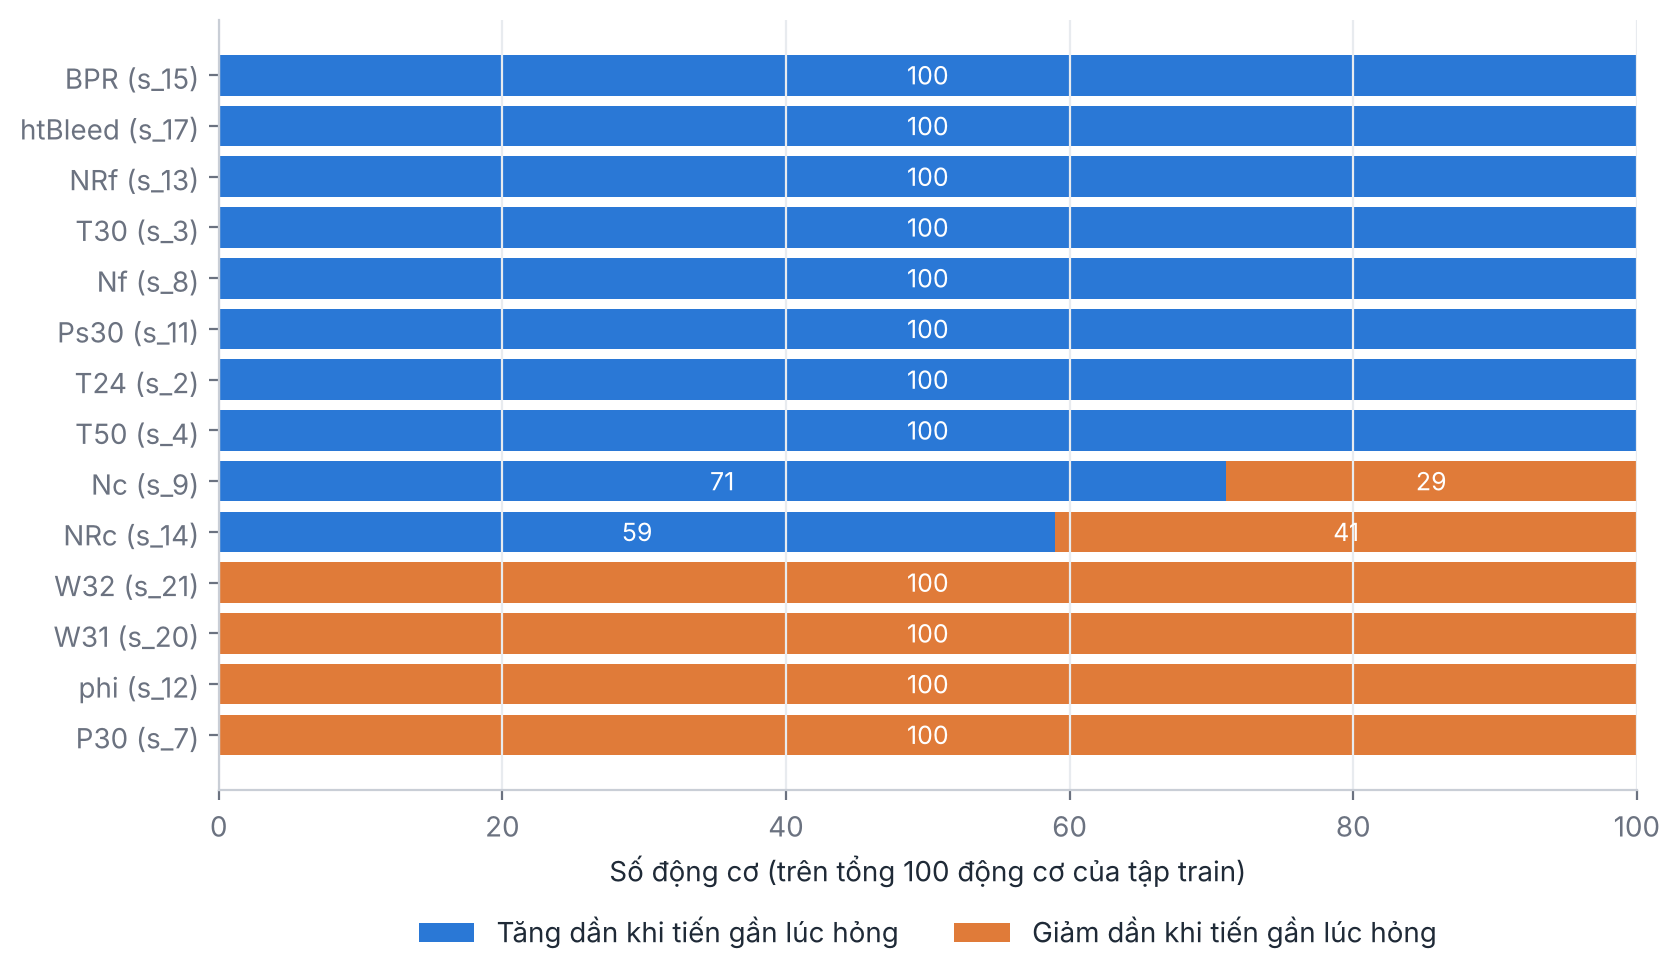 BPR (s_15) 100
htBleed (s_17) 100
NRf (s_13) 100
T30 (s_3) 100
Nf (s_8) 100
Ps30 (s_11) 100
T24 (s_2) 100
T50 (s_4) 100
Nc (s_9) 71 29
NRc (s_14) 59 41
W32 (s_21) 100
W31 (s_20) 100
phi (s_12) 100
P30 (s_7) 100
0 20 40 60 80 100
Số động cơ (trên tổng 100 động cơ của tập train)
Tăng dần khi tiến gần lúc hỏng Giảm dần khi tiến gần lúc hỏng